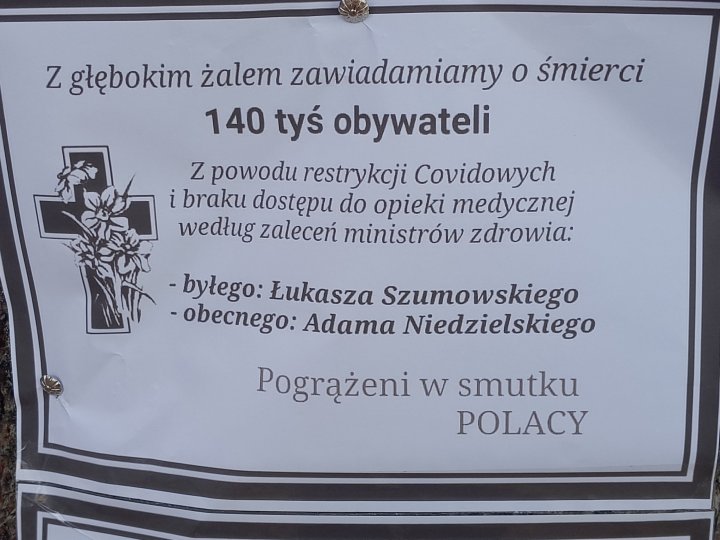 Z głębokim żalem zawiadamiamy o śmierci
140 tyś obywateli
Z powodu restrykcji Covidowych
i braku dostępu do opieki medycznej
według zaleceń ministrów zdrowia:
- byłego: Łukasza Szumowskiego
- obecnego: Adama Niedzielskiego
Pogrążeni w smutku
POLACY